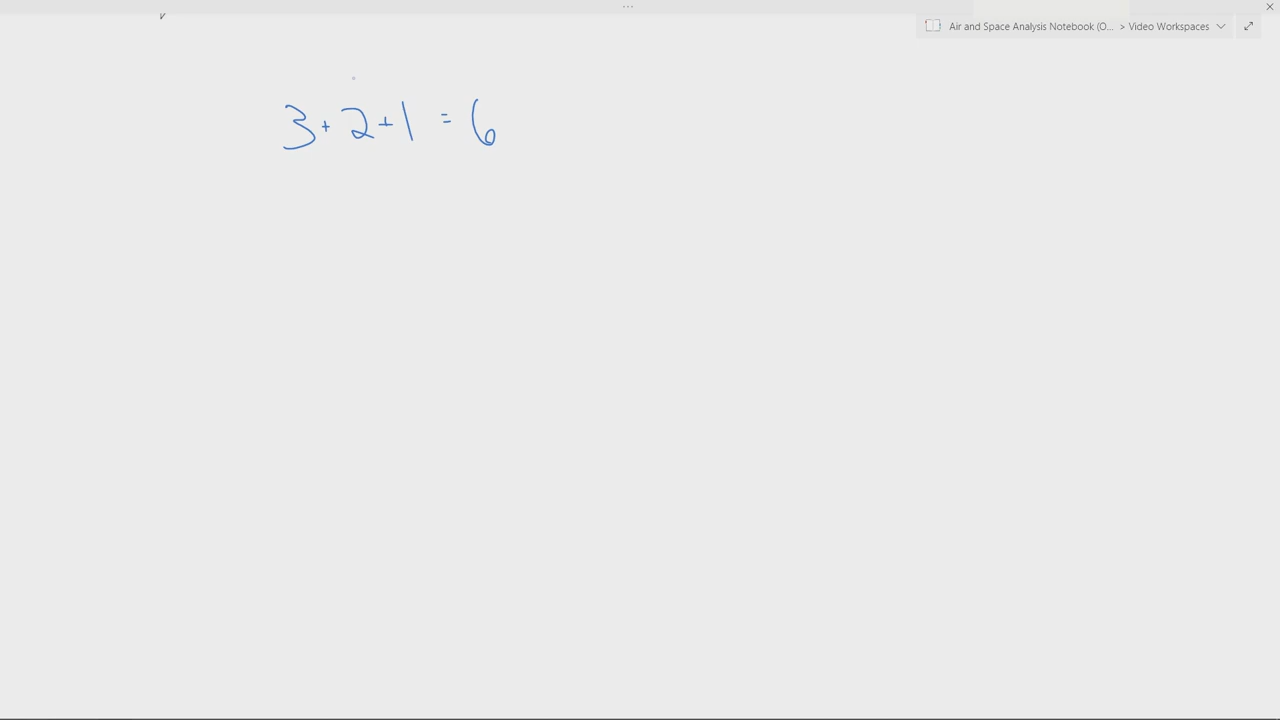 Air and Space Analysis Notebook (O... > Video Workspaces
3+2+1 = 6